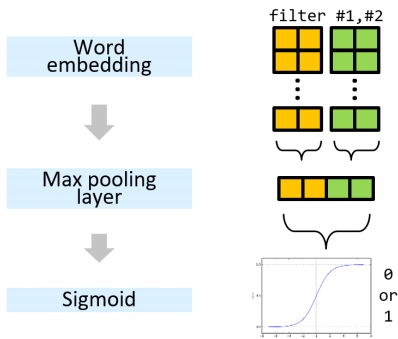 filter #1,#2
Word
embedding
Max pooling
layer
Sigmoid
0
or
1